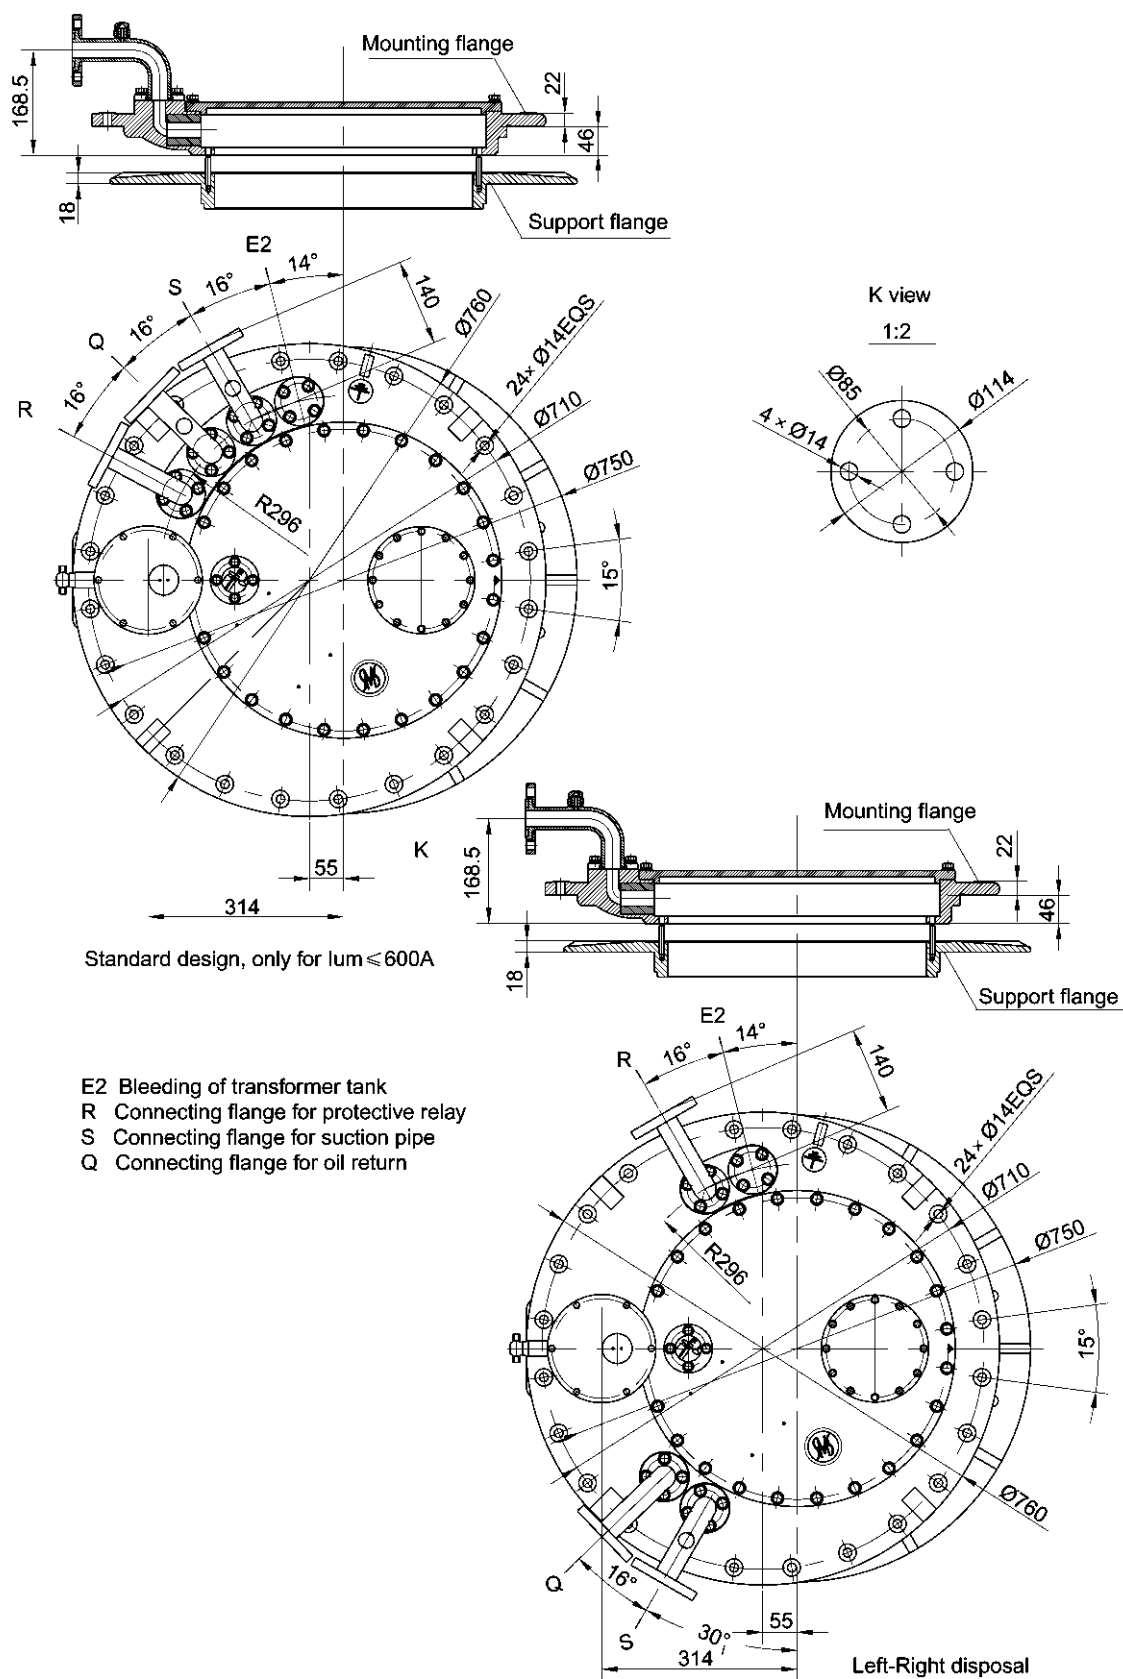 Mounting flange
168.5
22
46
18
Support flange
E2
14°
16°
S
16°
Q
16°
R
140
Ø760
24× Ø14EQS
Ø710
Ø750
R296
15°
K view
1:2
Ø85
Ø114
4 × Ø14
55
K
314
Standard design, only for lum ≤ 600A
Mounting flange
168.5
22
46
18
Support flange
E2 Bleeding of transformer tank
R Connecting flange for protective relay
S Connecting flange for suction pipe
Q Connecting flange for oil return
E2
14°
16°
R
140
24× Ø14EQS
Ø710
Ø750
R296
15°
Ø760
Q
16°
S
30°
55
314
Left-Right disposal